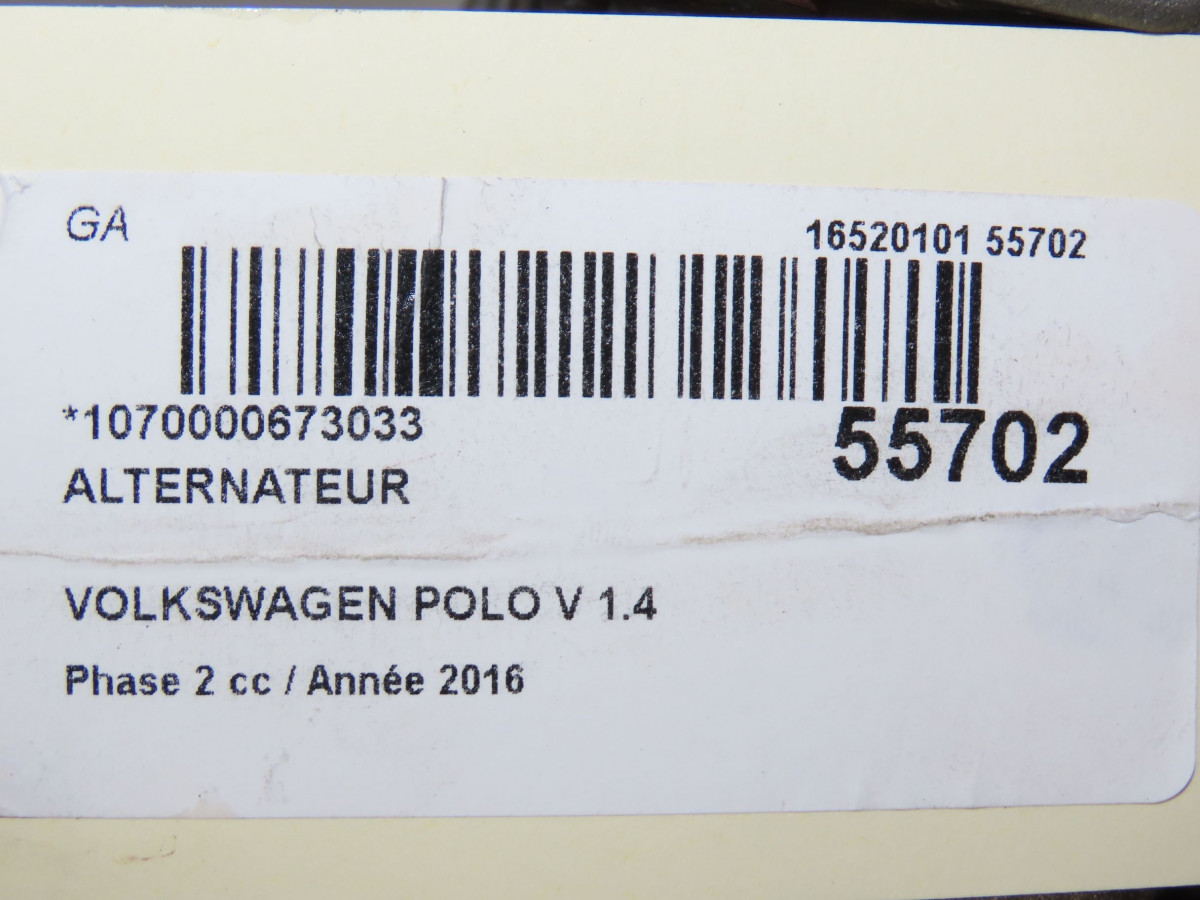 GA
16520101 55702
*1070000673033
55702
ALTERNATEUR
VOLKSWAGEN POLO V 1.4
Phase 2 cc / Année 2016